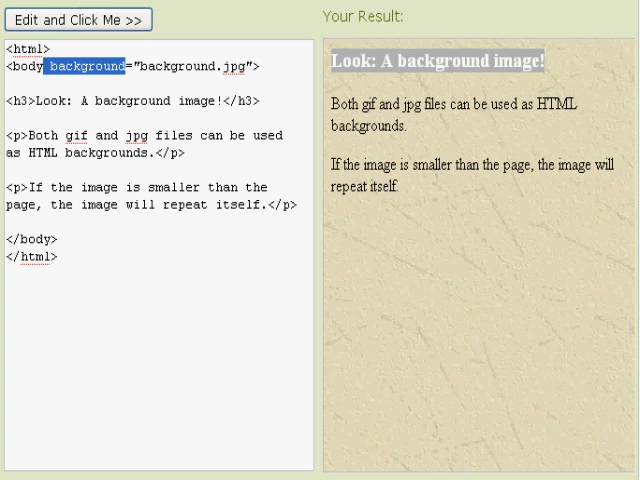 Edit and Click Me >>
<html>
<body background="background.jpg">
<h3>Look: A background image!</h3>
<p>Both gif and jpg files can be used
as HTML backgrounds.</p>
<p>If the image is smaller than the
page, the image will repeat itself.</p>
</body>
</html>
Your Result:
Look: A background image!
Both gif and jpg files can be used as HTML
backgrounds.
If the image is smaller than the page, the image will
repeat itself.